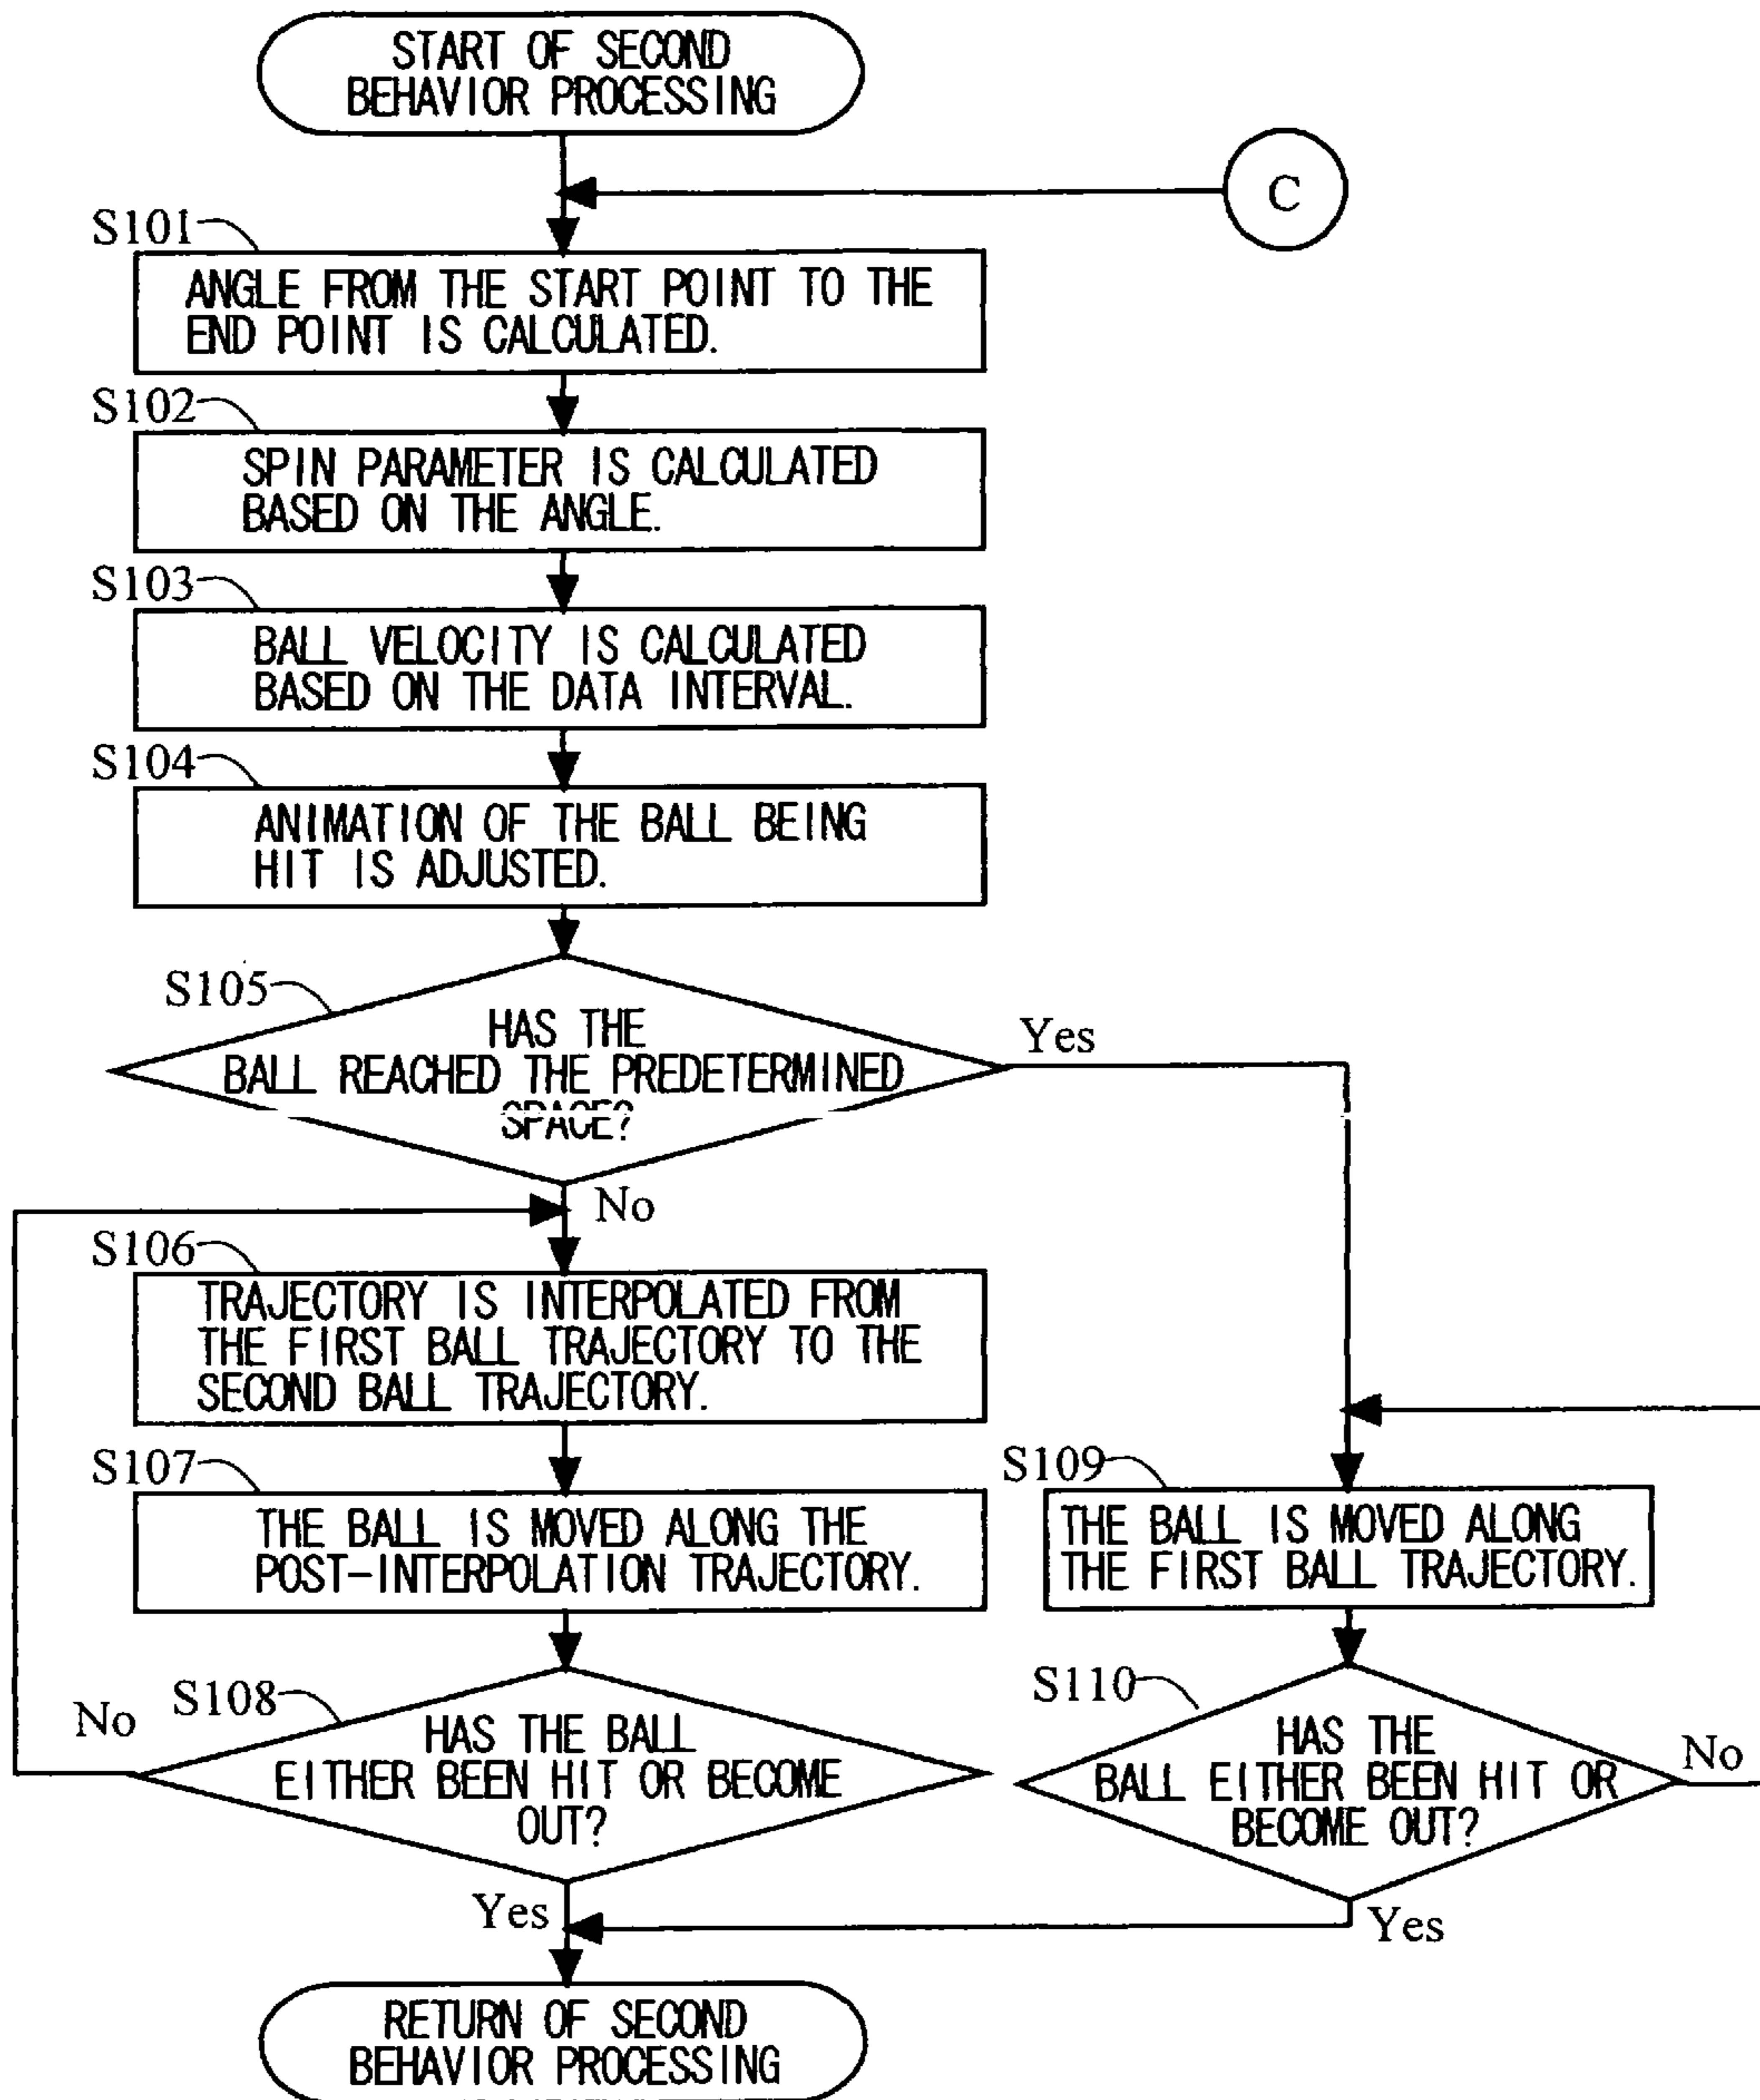 START OF SECOND
BEHAVIOR PROCESSING
C
S101
ANGLE FROM THE START POINT TO THE
END POINT IS CALCULATED.
S102
SPIN PARAMETER IS CALCULATED
BASED ON THE ANGLE.
S103
BALL VELOCITY IS CALCULATED
BASED ON THE DATA INTERVAL.
S104
ANIMATION OF THE BALL BEING
HIT IS ADJUSTED.
S105
HAS THE
BALL REACHED THE PREDETERMINED
SPACE?
Yes
No
S106
TRAJECTORY IS INTERPOLATED FROM
THE FIRST BALL TRAJECTORY TO THE
SECOND BALL TRAJECTORY.
S107
THE BALL IS MOVED ALONG THE
POST-INTERPOLATION TRAJECTORY.
S109
THE BALL IS MOVED ALONG
THE FIRST BALL TRAJECTORY.
S108
No
HAS THE BALL
EITHER BEEN HIT OR BECOME
OUT?
Yes
S110
HAS THE
BALL EITHER BEEN HIT OR
BECOME OUT?
No
Yes
RETURN OF SECOND
BEHAVIOR PROCESSING